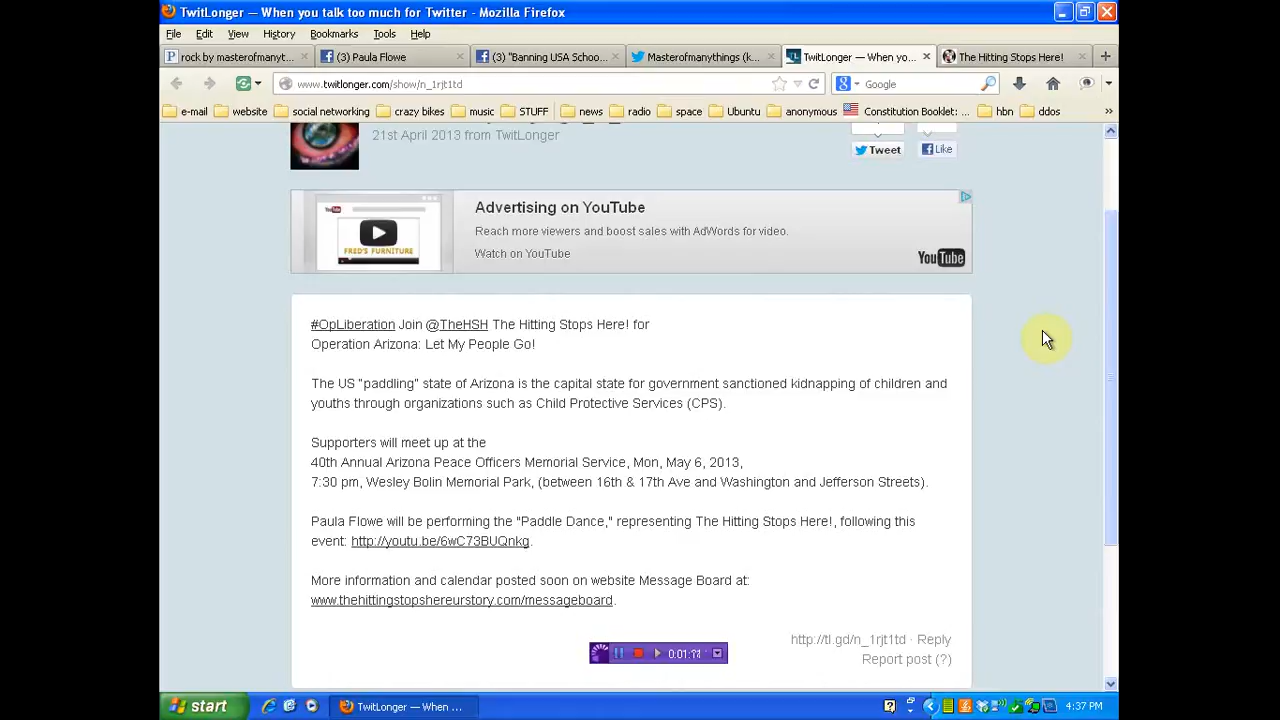 TwitLonger — When you talk too much for Twitter - Mozilla Firefox
File Edit View History Bookmarks Tools Help
rock by masterofmanyt...
(3) Paula Flowe
(3) "Banning USA Schoo...
Masterofmanythings (k...
TwitLonger — When yo...
The Hitting Stops Here!
www.twitlonger.com/show/n_1rjt1td
Google
e-mail website social networking crazy bikes music STUFF news radio space Ubuntu anonymous Constitution Booklet: ... hbn ddos
21st April 2013 from TwitLonger
Tweet
Like
Advertising on YouTube
Reach more viewers and boost sales with AdWords for video.
Watch on YouTube
YouTube
FRED'S FURNITURE
YouTube
#OpLiberation Join @TheHSH The Hitting Stops Here! for
Operation Arizona: Let My People Go!
The US "paddling" state of Arizona is the capital state for government sanctioned kidnapping of children and
youths through organizations such as Child Protective Services (CPS).
Supporters will meet up at the
40th Annual Arizona Peace Officers Memorial Service, Mon, May 6, 2013,
7:30 pm, Wesley Bolin Memorial Park, (between 16th & 17th Ave and Washington and Jefferson Streets).
Paula Flowe will be performing the "Paddle Dance," representing The Hitting Stops Here!, following this
event: http://youtu.be/6wC73BUQnkg.
More information and calendar posted soon on website Message Board at:
www.thehittingstopshereurstory.com/messageboard.
http://tl.gd/n_1rjt1td · Reply
Report post (?)
start
TwitLonger — When ...
4:37 PM